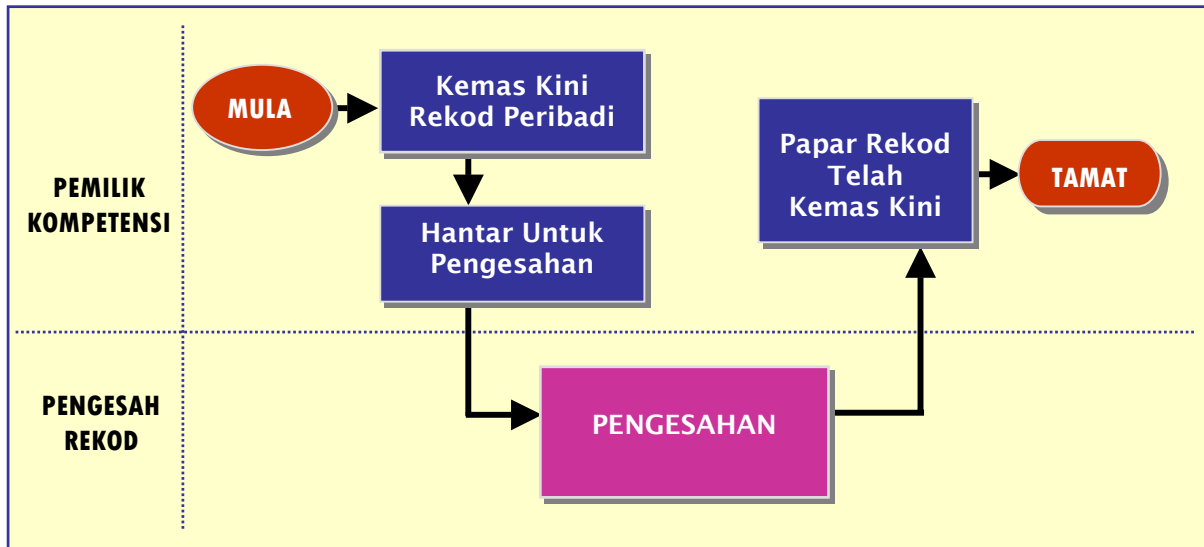 PEMILIK
KOMPETENSI
MULA
Kemas Kini
Rekod Peribadi
Hantar Untuk
Pengesahan
Papar Rekod
Telah
Kemas Kini
TAMAT
PENGESAH
REKOD
PENGESAHAN